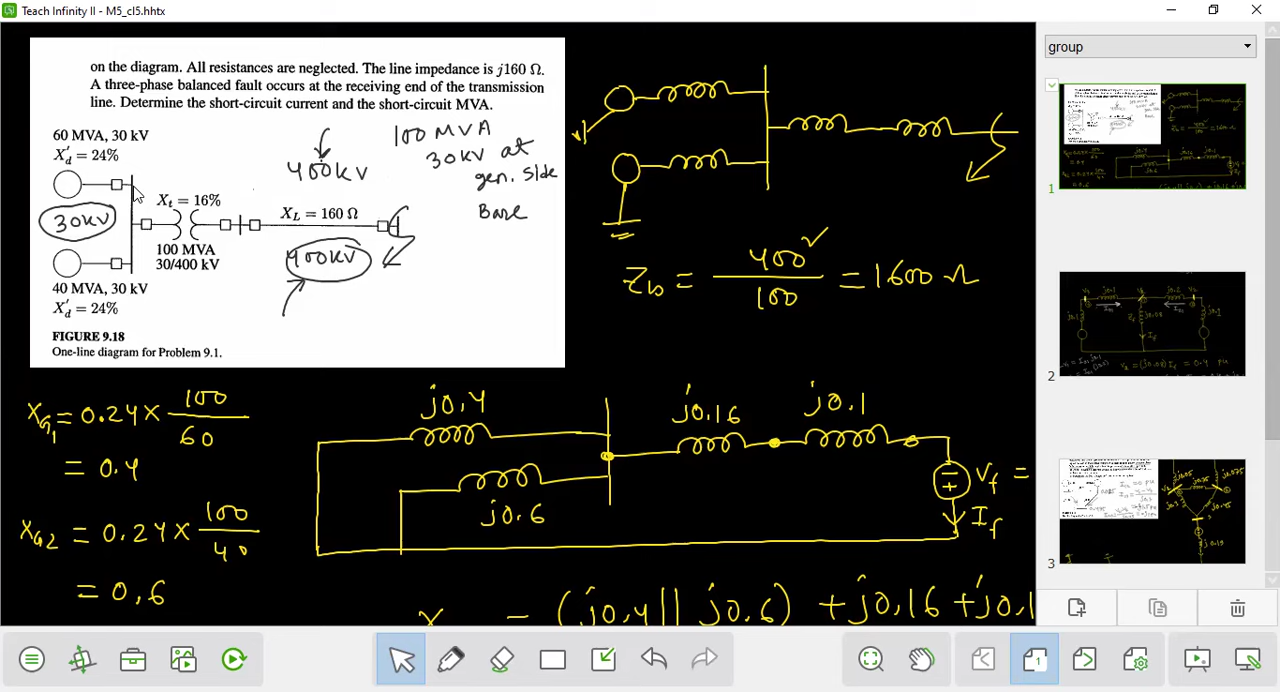 Teach Infinity II - M5_cl5.hhtx
on the diagram. All resistances are neglected. The line impedance is j160 Ω.
A three-phase balanced fault occurs at the receiving end of the transmission
line. Determine the short-circuit current and the short-circuit MVA.
60 MVA, 30 kV
X'd = 24%
400kV
100 MVA
30kV at
gen. side
Base
30kV
Xt = 16%
XL = 160 Ω
100 MVA
30/400 kV
400kV
40 MVA, 30 kV
X'd = 24%
FIGURE 9.18
One-line diagram for Problem 9.1.
Zb = 400² / 100 = 1600 Ω
XG1 = 0.24 × 100 / 60
= 0.4
XG2 = 0.24 × 100 / 40
= 0.6
j0.4
j0.6
j0.16
j0.1
Vf =
If
X = (j0.4 || j0.6) + j0.16 + j0.1
group
1
2
3
1